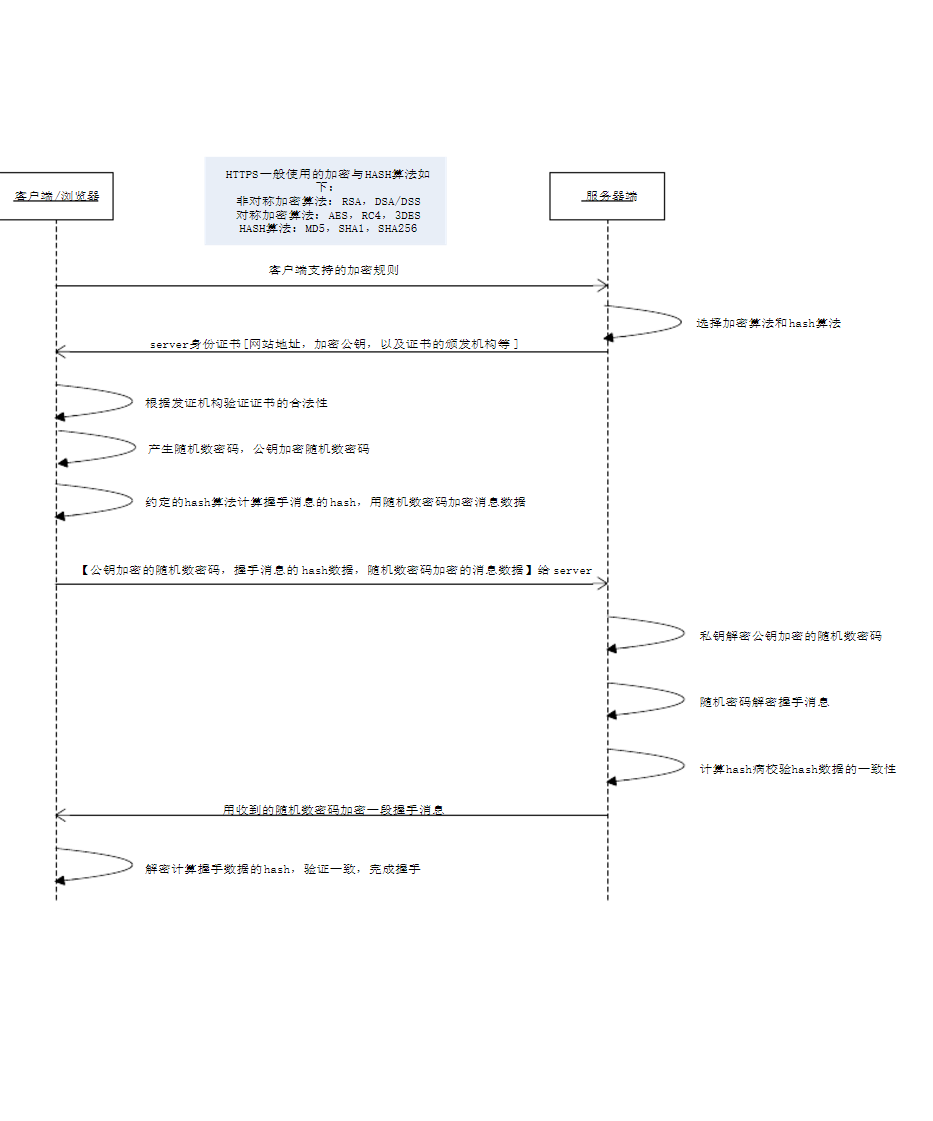 HTTPS一般使用的加密与HASH算法如
下:
非对称加密算法: RSA, DSA/DSS
对称加密算法: AES, RC4, 3DES
HASH算法: MD5, SHA1, SHA256
客户端/浏览器
服务器端
客户端支持的加密规则
选择加密算法和hash算法
server身份证书[网站地址, 加密公钥, 以及证书的颁发机构等]
根据发证机构验证证书的合法性
产生随机数密码, 公钥加密随机数密码
约定的hash算法计算握手消息的hash, 用随机数密码加密消息数据
【公钥加密的随机数密码, 握手消息的hash数据, 随机数密码加密的消息数据】给 server
私钥解密公钥加密的随机数密码
随机密码解密握手消息
计算hash病校验hash数据的一致性
用收到的随机数密码加密一段握手消息
解密计算握手数据的hash, 验证一致, 完成握手